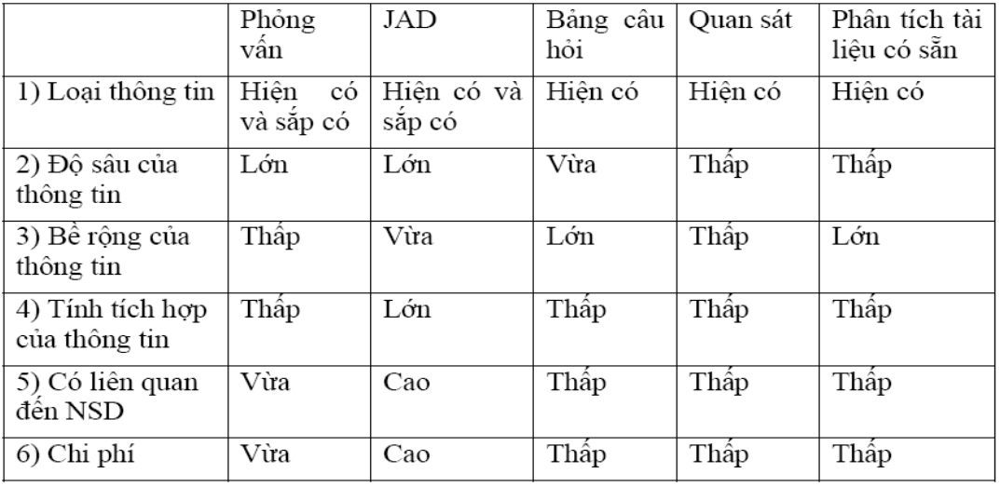 Phỏng vấn	JAD	Bảng câu hỏi	Quan sát	Phân tích tài liệu có sẵn
1) Loại thông tin	Hiện có và sắp có	Hiện có và sắp có	Hiện có	Hiện có	Hiện có
2) Độ sâu của thông tin	Lớn	Lớn	Vừa	Thấp	Thấp
3) Bề rộng của thông tin	Thấp	Vừa	Lớn	Thấp	Lớn
4) Tính tích hợp của thông tin	Thấp	Lớn	Thấp	Thấp	Thấp
5) Có liên quan đến NSD	Vừa	Cao	Thấp	Thấp	Thấp
6) Chi phí	Vừa	Cao	Thấp	Thấp	Thấp